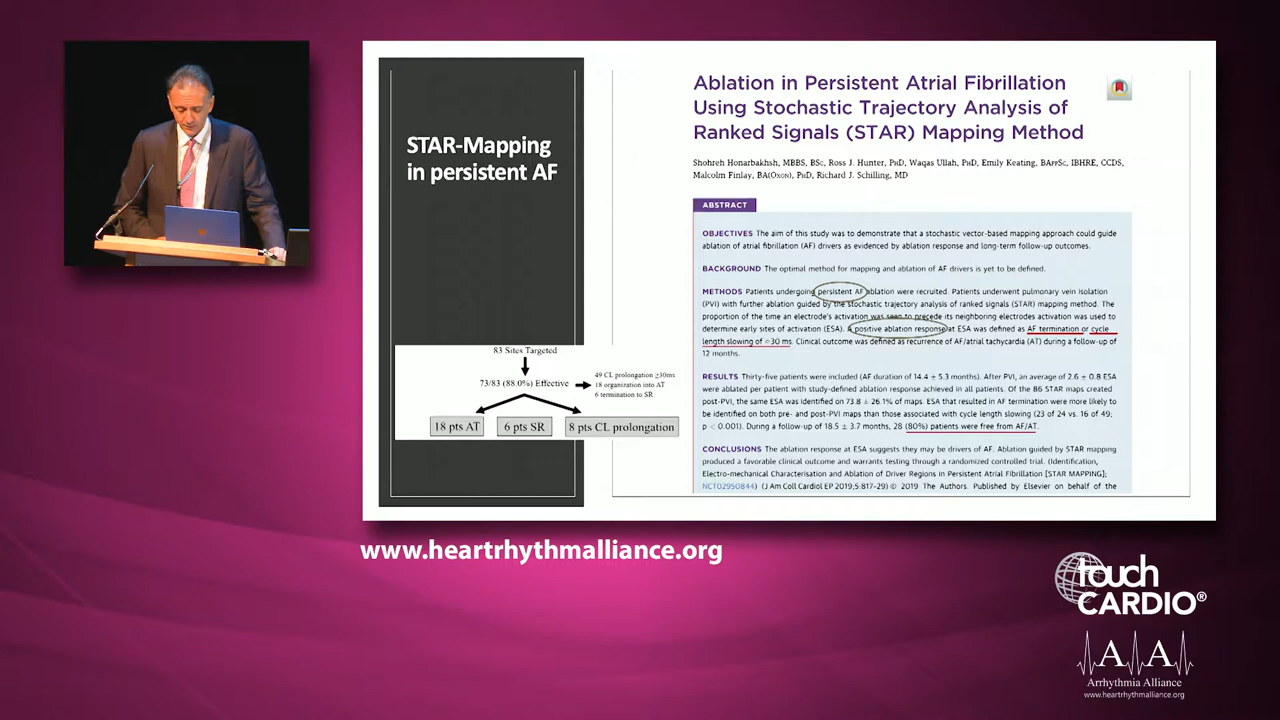 STAR-Mapping
in persistent AF
83 Sites Targeted
73/83 (88.0%) Effective
49 CL prolongation ≥30ms
18 organization into AT
6 termination to SR
18 pts AT
6 pts SR
8 pts CL prolongation
Ablation in Persistent Atrial Fibrillation
Using Stochastic Trajectory Analysis of
Ranked Signals (STAR) Mapping Method
Shohreh Honarbakhsh, MBBS, BSc, Ross J. Hunter, PhD, Waqas Ullah, PhD, Emily Keating, BAppSc, IBHRE, CCDS,
Malcolm Finlay, BA(Oxon), PhD, Richard J. Schilling, MD
ABSTRACT
OBJECTIVES The aim of this study was to demonstrate that a stochastic vector-based mapping approach could guide
ablation of atrial fibrillation (AF) drivers as evidenced by ablation response and long-term follow-up outcomes.
BACKGROUND The optimal method for mapping and ablation of AF drivers is yet to be defined.
METHODS Patients undergoing persistent AF ablation were recruited. Patients underwent pulmonary vein isolation
(PVI) with further ablation guided by the stochastic trajectory analysis of ranked signals (STAR) mapping method. The
proportion of the time an electrode's activation was seen to precede its neighboring electrodes activation was used to
determine early sites of activation (ESA). A positive ablation response at ESA was defined as AF termination or cycle
length slowing of ≥30 ms. Clinical outcome was defined as recurrence of AF/atrial tachycardia (AT) during a follow-up of
12 months.
RESULTS Thirty-five patients were included (AF duration of 14.4 ± 5.3 months). After PVI, an average of 2.6 ± 0.8 ESA
were ablated per patient with study-defined ablation response achieved in all patients. Of the 86 STAR maps created
post-PVI, the same ESA was identified on 73.8 ± 26.1% of maps. ESA that resulted in AF termination were more likely to
be identified on both pre- and post-PVI maps than those associated with cycle length slowing (23 of 24 vs. 16 of 49;
p < 0.001). During a follow-up of 18.5 ± 3.7 months, 28 (80%) patients were free from AF/AT.
CONCLUSIONS The ablation response at ESA suggests they may be drivers of AF. Ablation guided by STAR mapping
produced a favorable clinical outcome and warrants testing through a randomized controlled trial. (Identification,
Electro-mechanical Characterisation and Ablation of Driver Regions in Persistent Atrial Fibrillation [STAR MAPPING];
NCT02950844) (J Am Coll Cardiol EP 2019;5:817-29) © 2019 The Authors. Published by Elsevier on behalf of the
www.heartrhythmalliance.org
touch
CARDIO®
A A
Arrhythmia Alliance
www.heartrhythmalliance.org